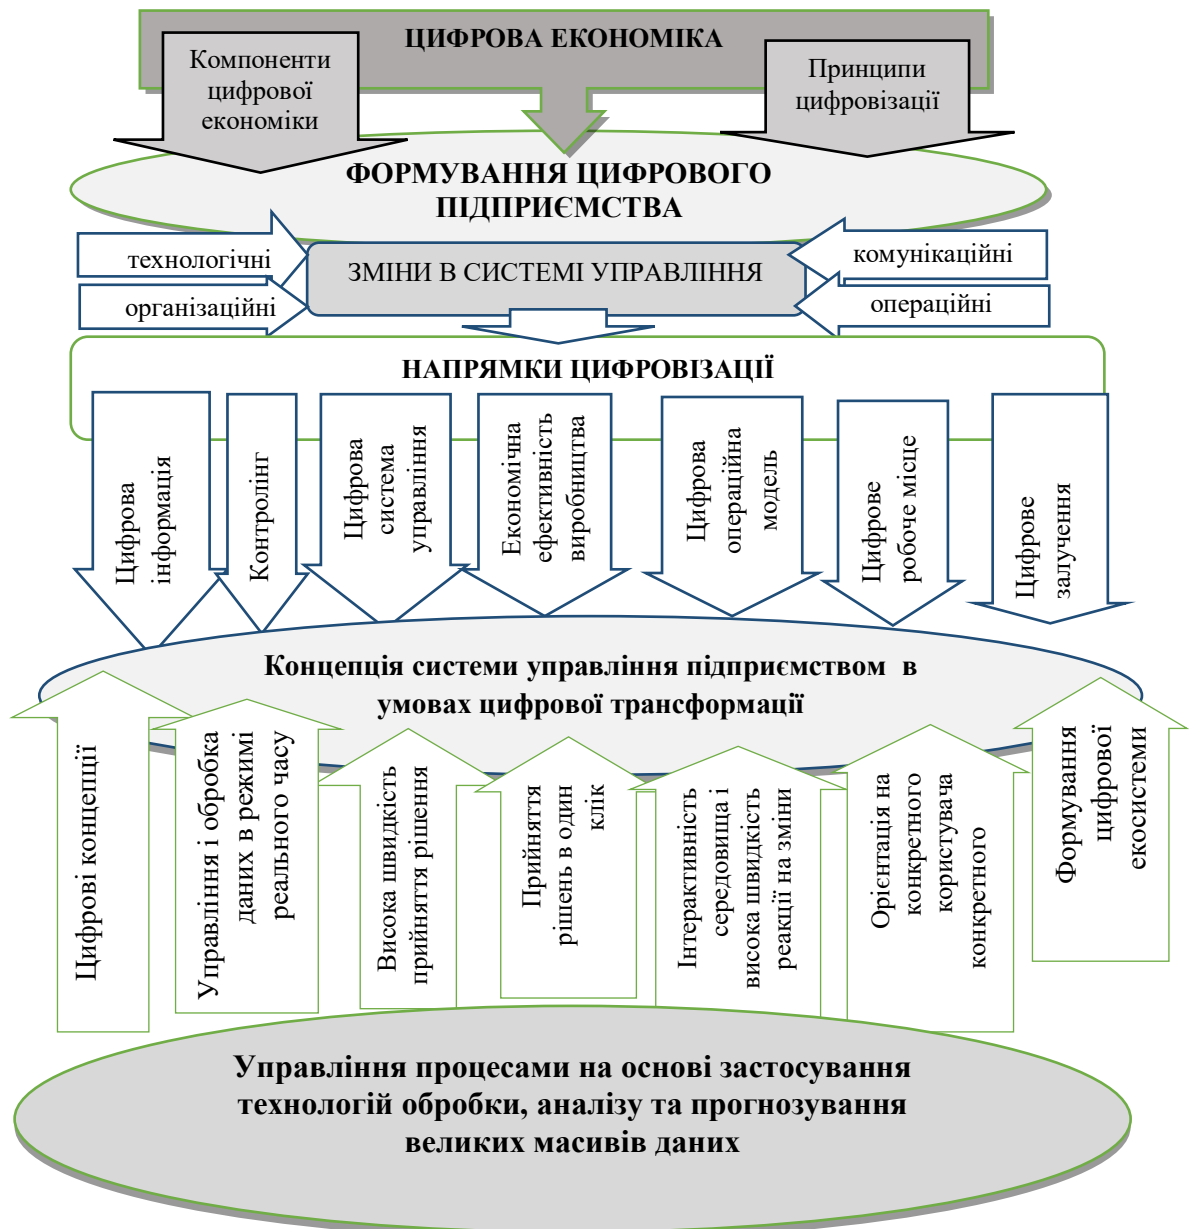 ЦИФРОВА ЕКОНОМІКА
Компоненти
цифрової
економіки
Принципи
цифровізації
ФОРМУВАННЯ ЦИФРОВОГО
ПІДПРИЄМСТВА
технологічні
організаційні
ЗМІНИ В СИСТЕМІ УПРАВЛІННЯ
комунікаційні
операційні
НАПРЯМКИ ЦИФРОВІЗАЦІЇ
Цифрова
інформація
Контролінг
Цифрова
система
управління
Економічна
ефективність
виробництва
Цифрова
операційна
модель
Цифрове
робоче місце
Цифрове
залучення
Концепція системи управління підприємством в
умовах цифрової трансформації
Цифрові концепції
Управління і обробка
даних в режимі
реального часу
Висока швидкість
прийняття рішення
Прийняття
рішень в один
клік
Інтерактивність
середовища і
висока швидкість
реакції на зміни
Орієнтація на
конкретного
користувача
конкретного
Формування
цифрової
екосистеми
Управління процесами на основі застосування
технологій обробки, аналізу та прогнозування
великих масивів даних